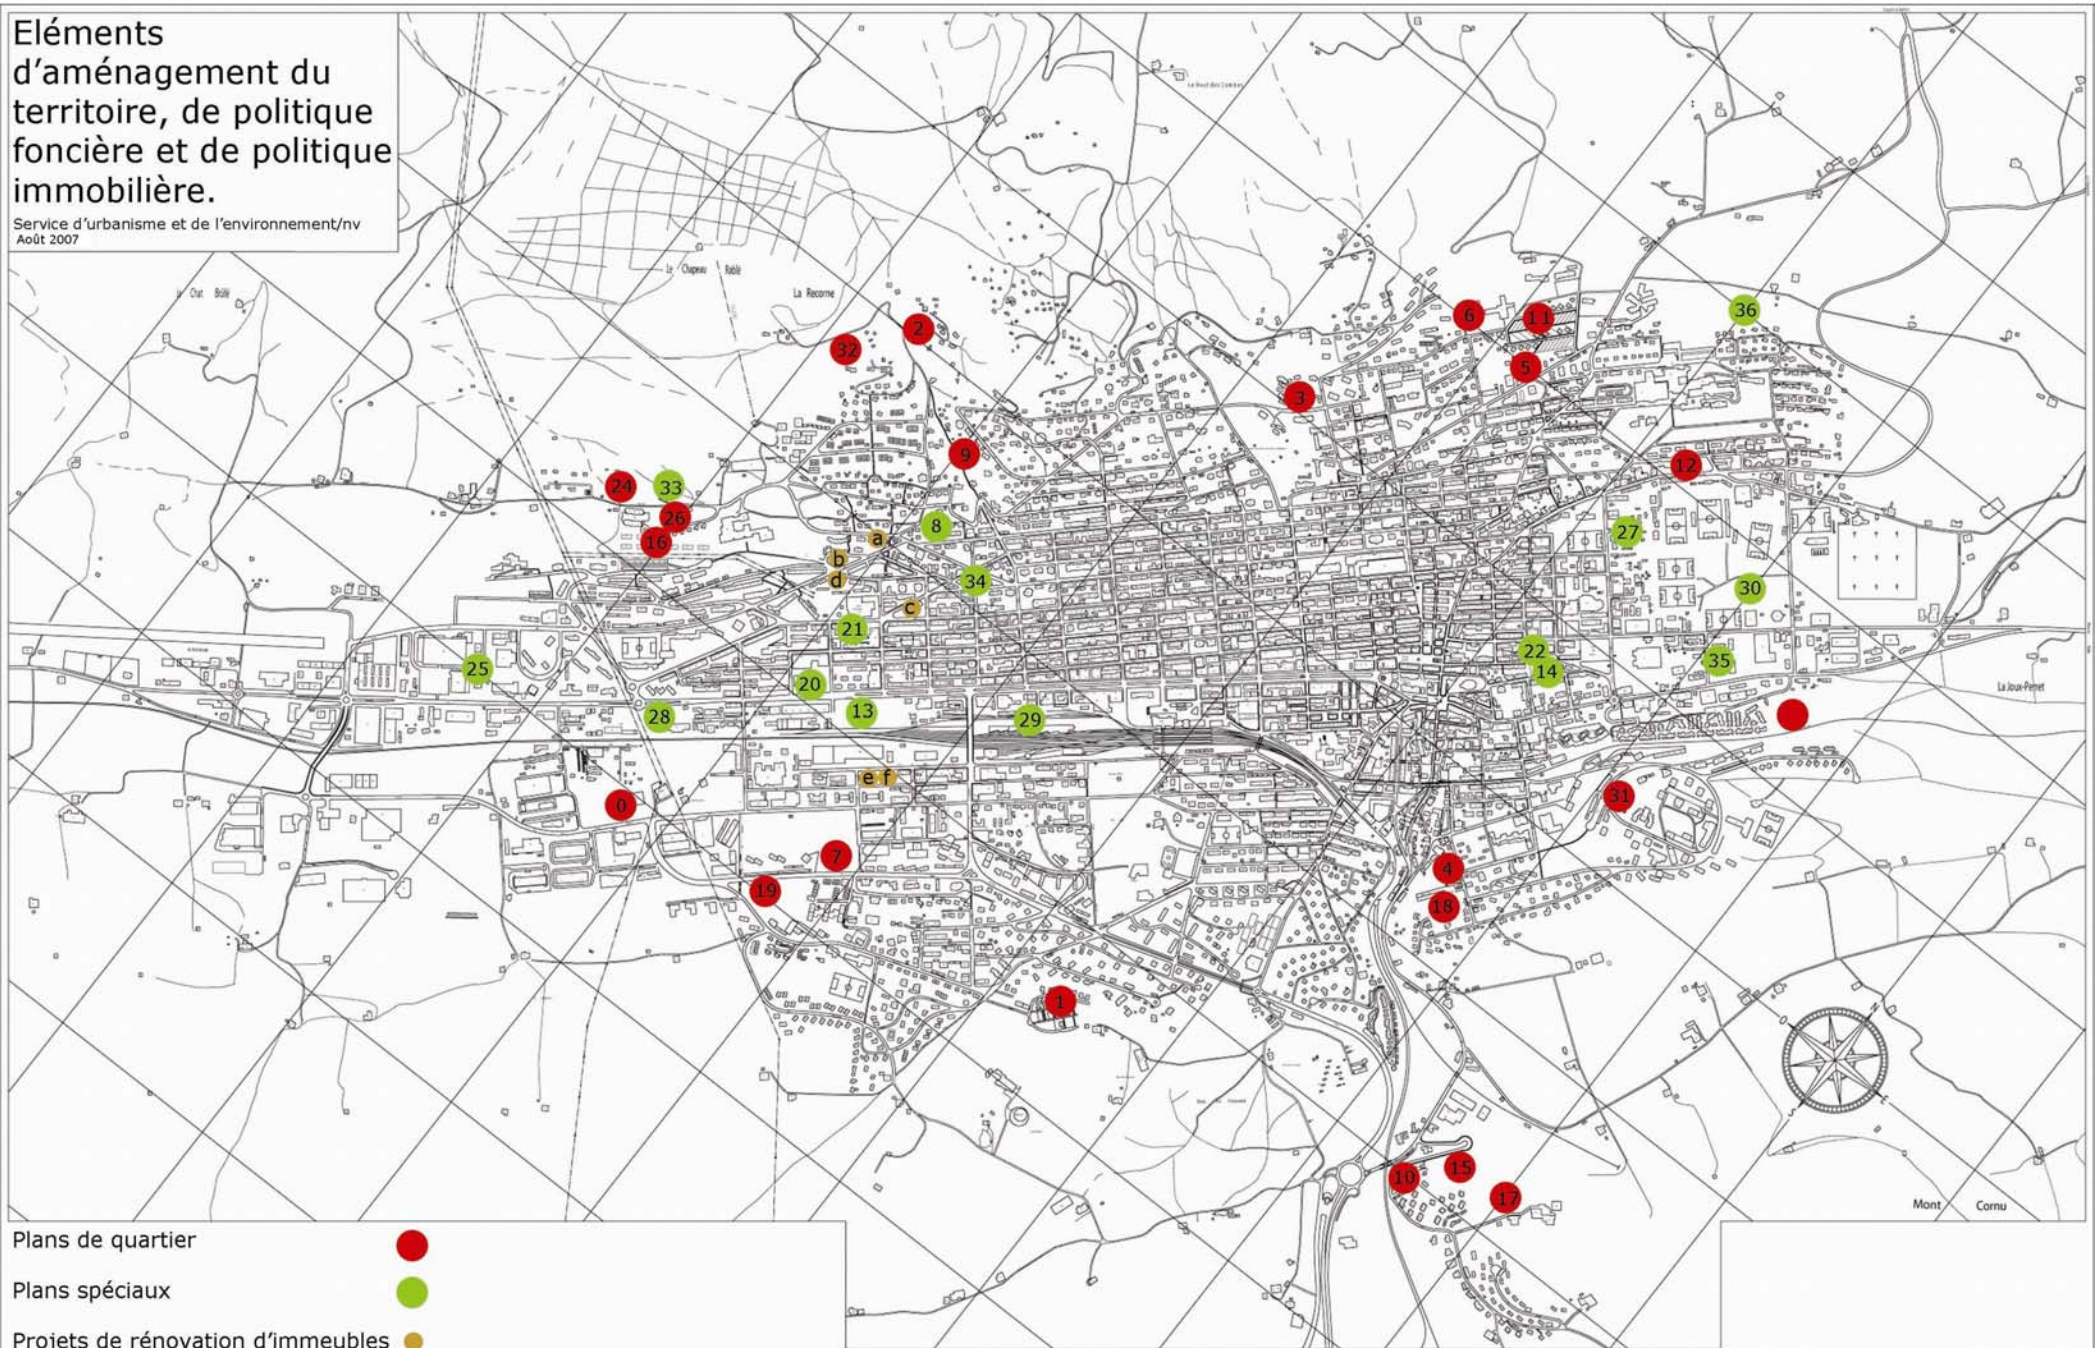 Eléments
d'aménagement du
territoire, de politique
foncière et de politique
immobilière.
Service d'urbanisme et de l'environnement/nv
Août 2007
Le Chapeau Rablé
La Recorne
2
6
11
36
32
5
3
9
12
24
33
26
8
27
16
a
b
d
34
30
c
21
22
35
25
14
20
La Joux-Perret
28
13
29
e f
31
0
7
4
19
18
1
15
10
17
Mont Cornu
Plans de quartier
Plans spéciaux
Projets de rénovation d'immeubles